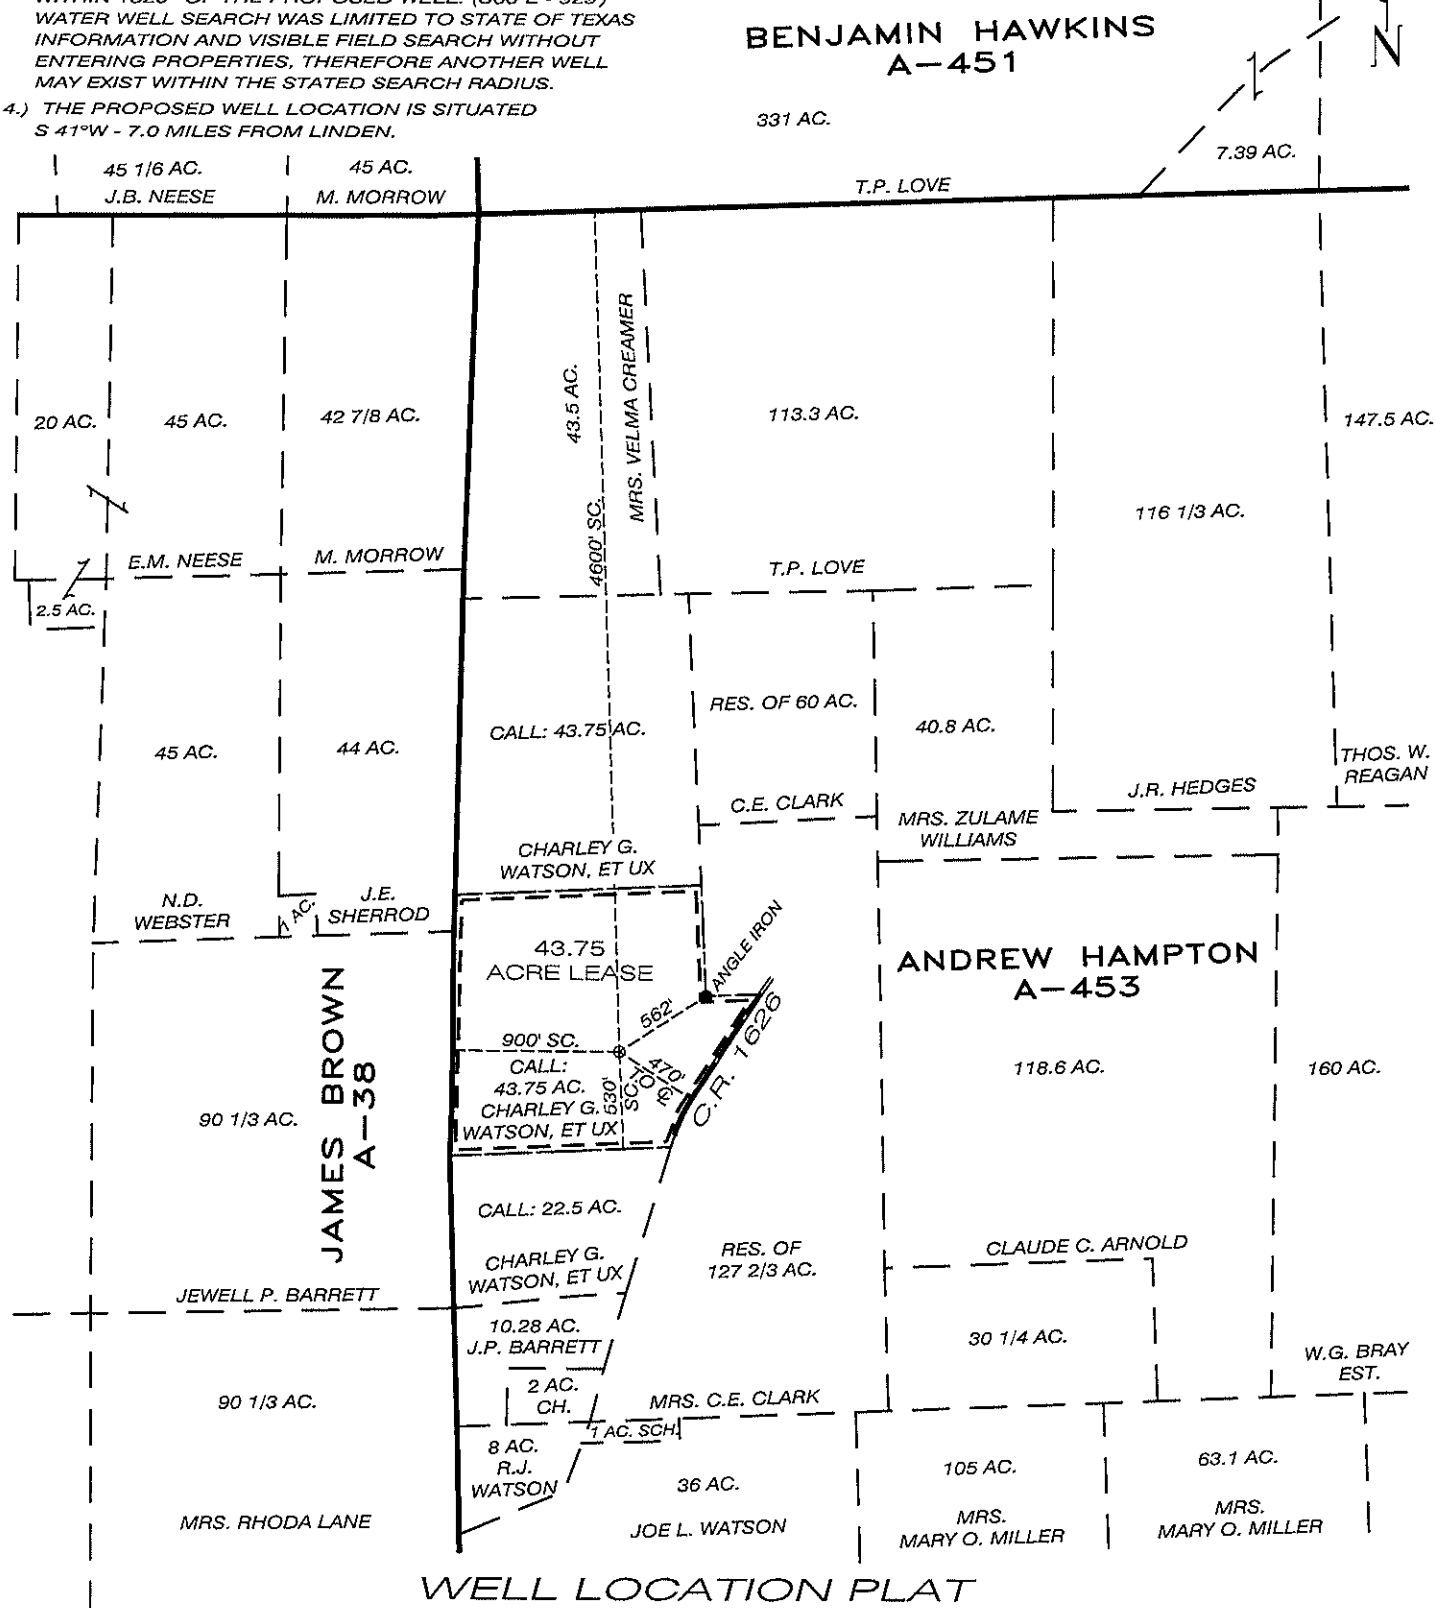 WITHIN 1320' OF THE PROPOSED WELL.
WATER WELL SEARCH WAS LIMITED TO STATE OF TEXAS
INFORMATION AND VISIBLE FIELD SEARCH WITHOUT
ENTERING PROPERTIES, THEREFORE ANOTHER WELL
MAY EXIST WITHIN THE STATED SEARCH RADIUS.
4.) THE PROPOSED WELL LOCATION IS SITUATED
S 41°W - 7.0 MILES FROM LINDEN.
BENJAMIN HAWKINS
A-451
N
331 AC.
7.39 AC.
T.P. LOVE
45 1/6 AC.
J.B. NEESE
45 AC.
M. MORROW
20 AC.
45 AC.
42 7/8 AC.
43.5 AC.
4600' SC.
MRS. VELMA CREAMER
113.3 AC.
147.5 AC.
116 1/3 AC.
E.M. NEESE
M. MORROW
T.P. LOVE
2.5 AC.
45 AC.
44 AC.
CALL: 43.75 AC.
RES. OF 60 AC.
40.8 AC.
THOS. W.
REAGAN
J.R. HEDGES
C.E. CLARK
MRS. ZULAME
WILLIAMS
CHARLEY G.
WATSON, ET UX
N.D.
WEBSTER
1 AC.
J.E.
SHERROD
43.75
ACRE LEASE
ANGLE IRON
ANDREW HAMPTON
A-453
JAMES BROWN
A-38
562'
900' SC.
470'
TO ℄
530'
SC.
C.R. 1626
CALL:
43.75 AC.
CHARLEY G.
WATSON, ET UX
118.6 AC.
160 AC.
90 1/3 AC.
CALL: 22.5 AC.
CHARLEY G.
WATSON, ET UX
RES. OF
127 2/3 AC.
CLAUDE C. ARNOLD
JEWELL P. BARRETT
10.28 AC.
J.P. BARRETT
30 1/4 AC.
W.G. BRAY
EST.
90 1/3 AC.
2 AC.
CH.
MRS. C.E. CLARK
1 AC. SCH.
8 AC.
R.J.
WATSON
36 AC.
JOE L. WATSON
105 AC.
MRS.
MARY O. MILLER
63.1 AC.
MRS.
MARY O. MILLER
MRS. RHODA LANE
WELL LOCATION PLAT